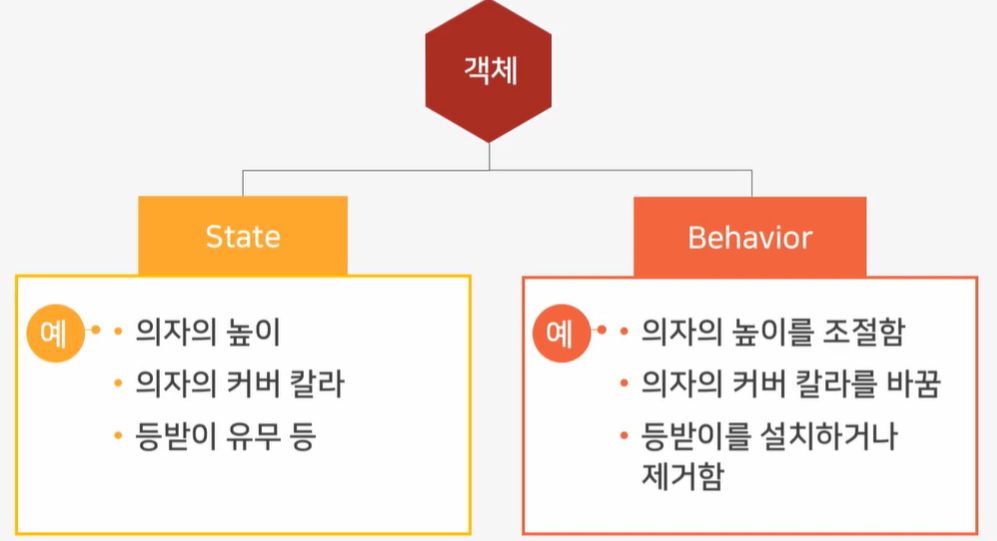 객체
State
예
• 의자의 높이
• 의자의 커버 칼라
• 등받이 유무 등
Behavior
예
• 의자의 높이를 조절함
• 의자의 커버 칼라를 바꿈
• 등받이를 설치하거나
제거함